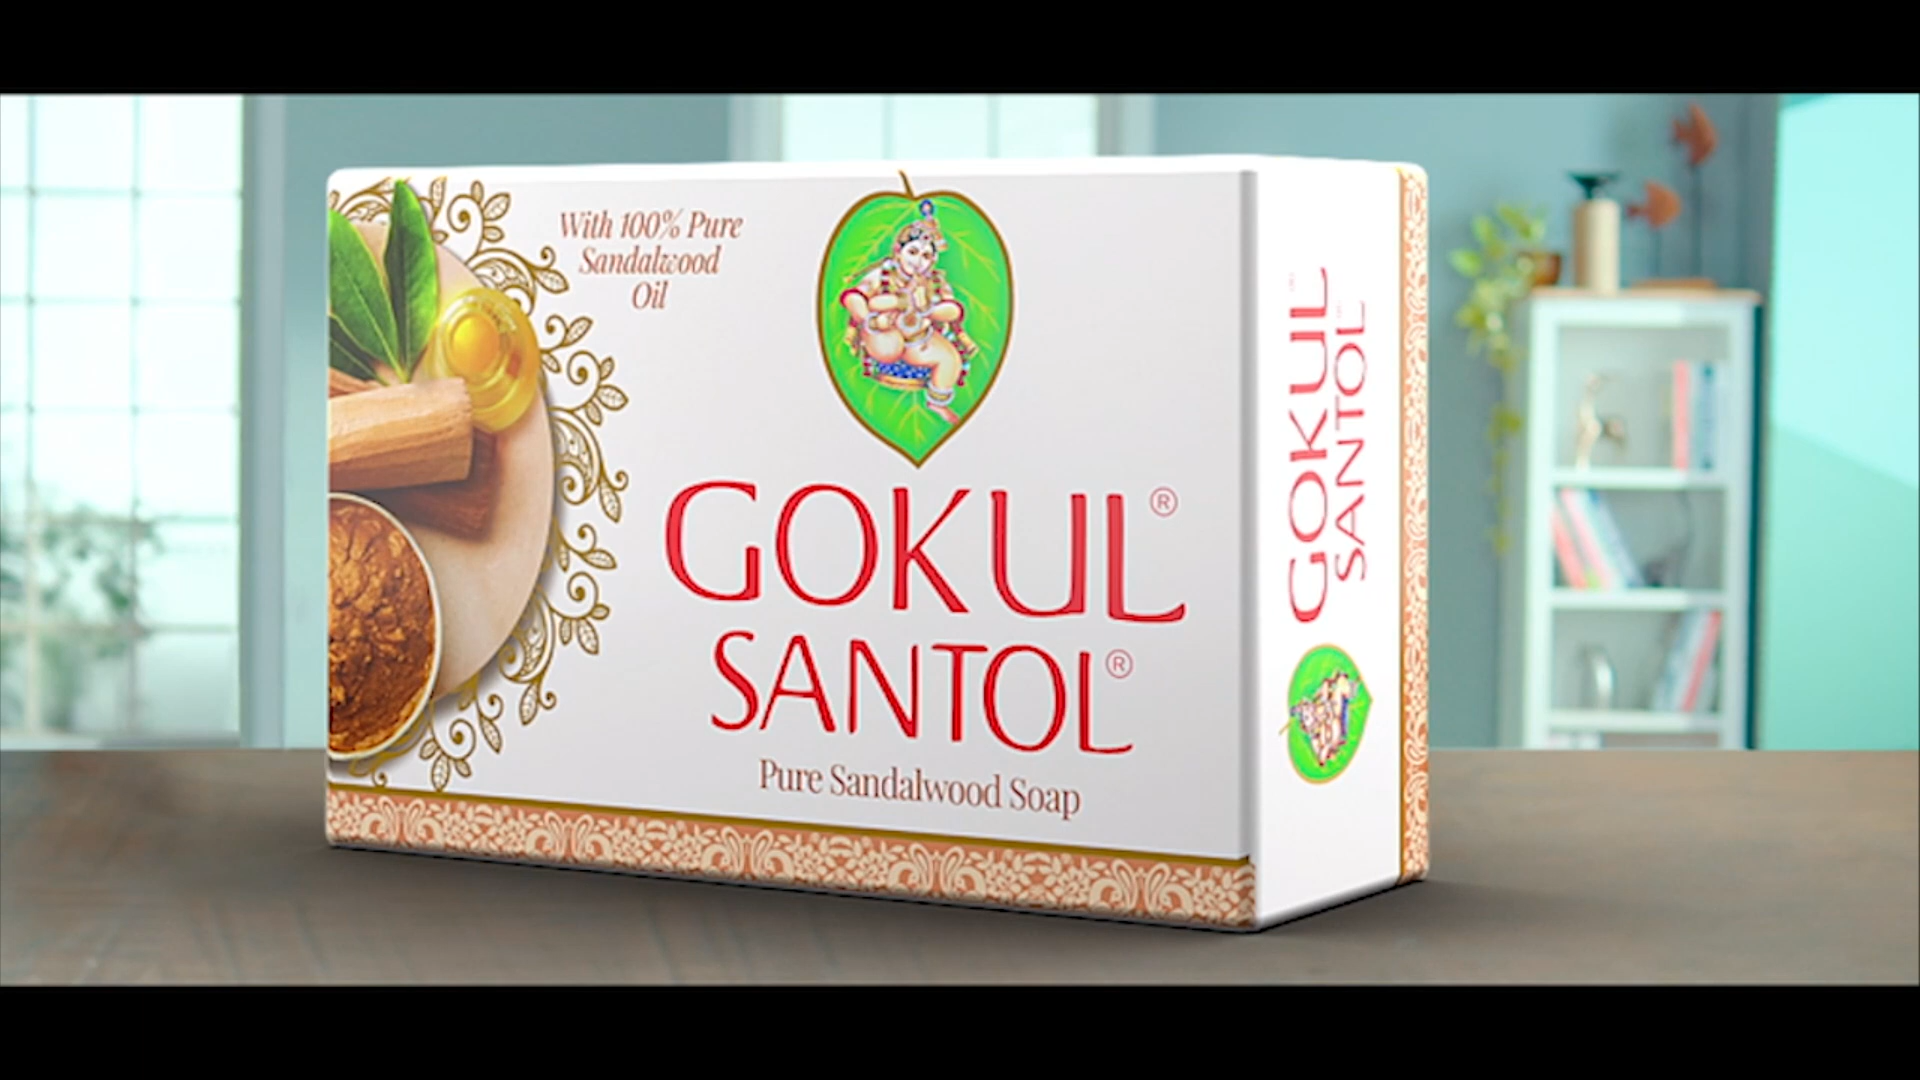 With 100% Pure
Sandalwood
Oil
GOKUL®
SANTOL®
Pure Sandalwood Soap
GOKUL
SANTOL